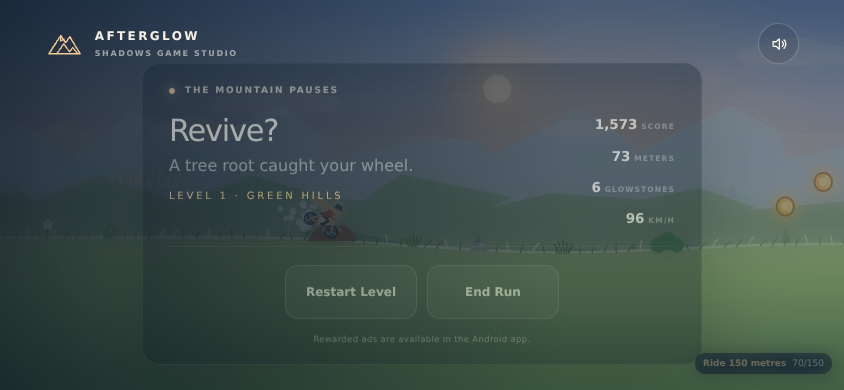 AFTERGLOW
SHADOWS GAME STUDIO
THE MOUNTAIN PAUSES
Revive?
A tree root caught your wheel.
LEVEL 1 · GREEN HILLS
1,573 SCORE
73 METERS
6 GLOWSTONES
96 KM/H
Restart Level
End Run
Rewarded ads are available in the Android app.
Ride 150 metres 70/150